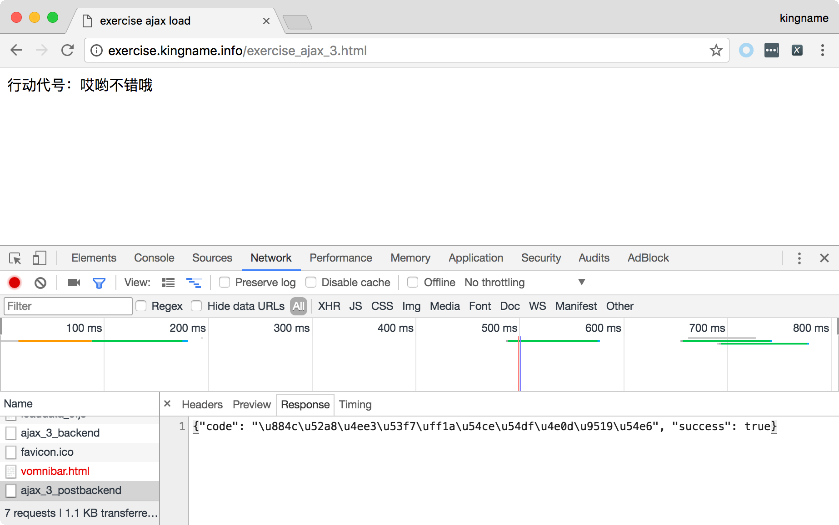 exercise ajax load
kingname
exercise.kingname.info/exercise_ajax_3.html
行动代号：哎哟不错哦
Elements Console Sources Network Performance Memory Application Security Audits AdBlock
View: Preserve log Disable cache Offline No throttling
Filter Regex Hide data URLs All XHR JS CSS Img Media Font Doc WS Manifest Other
100 ms 200 ms 300 ms 400 ms 500 ms 600 ms 700 ms 800 ms
Name Headers Preview Response Timing
1 {"code": "\u884c\u52a8\u4ee3\u53f7\uff1a\u54ce\u54df\u4e0d\u9519\u54e6", "success": true}
ajax_3_backend
favicon.ico
vomnibar.html
ajax_3_postbackend
7 requests | 1.1 KB transferre...